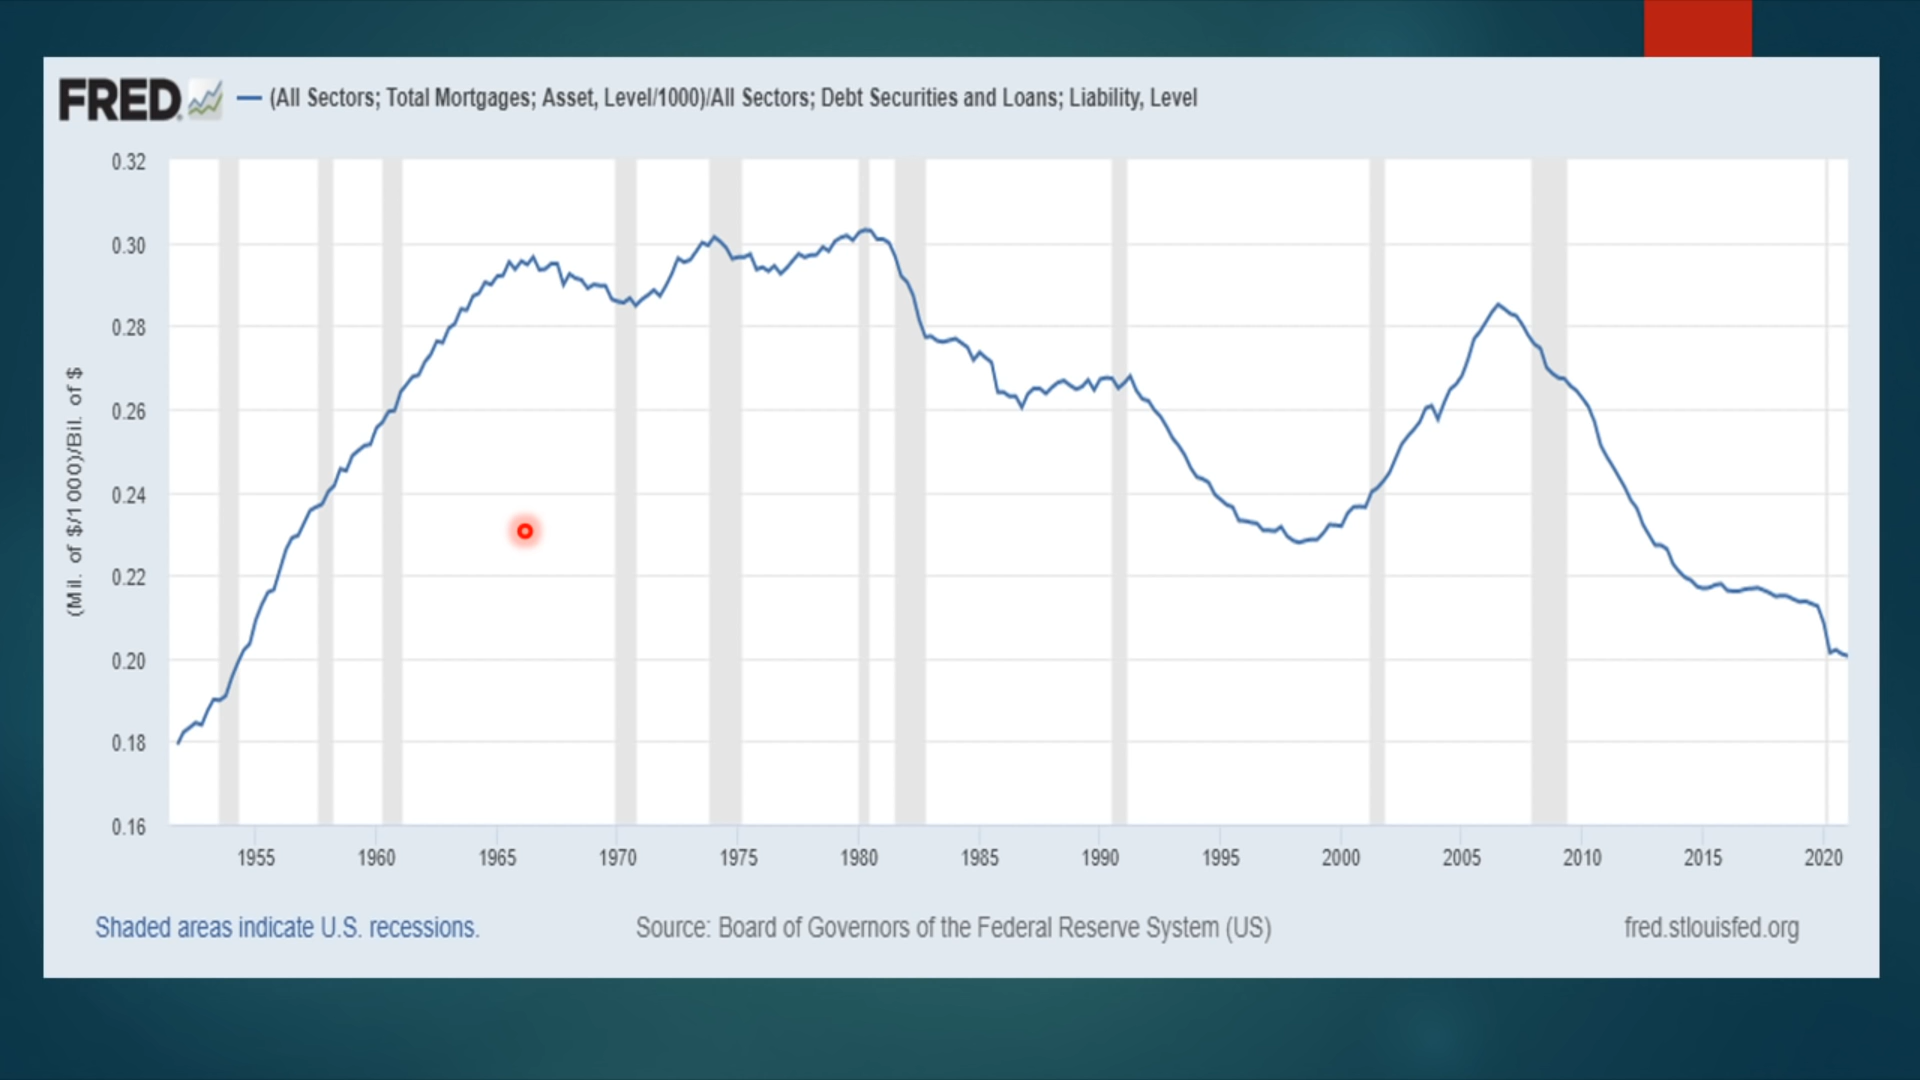 FRED
(All Sectors; Total Mortgages; Asset, Level/1000)/All Sectors; Debt Securities and Loans; Liability, Level
(Mil. of $/1000)/Bil. of $
0.32
0.30
0.28
0.26
0.24
0.22
0.20
0.18
0.16
1955 1960 1965 1970 1975 1980 1985 1990 1995 2000 2005 2010 2015 2020
Shaded areas indicate U.S. recessions. Source: Board of Governors of the Federal Reserve System (US) fred.stlouisfed.org